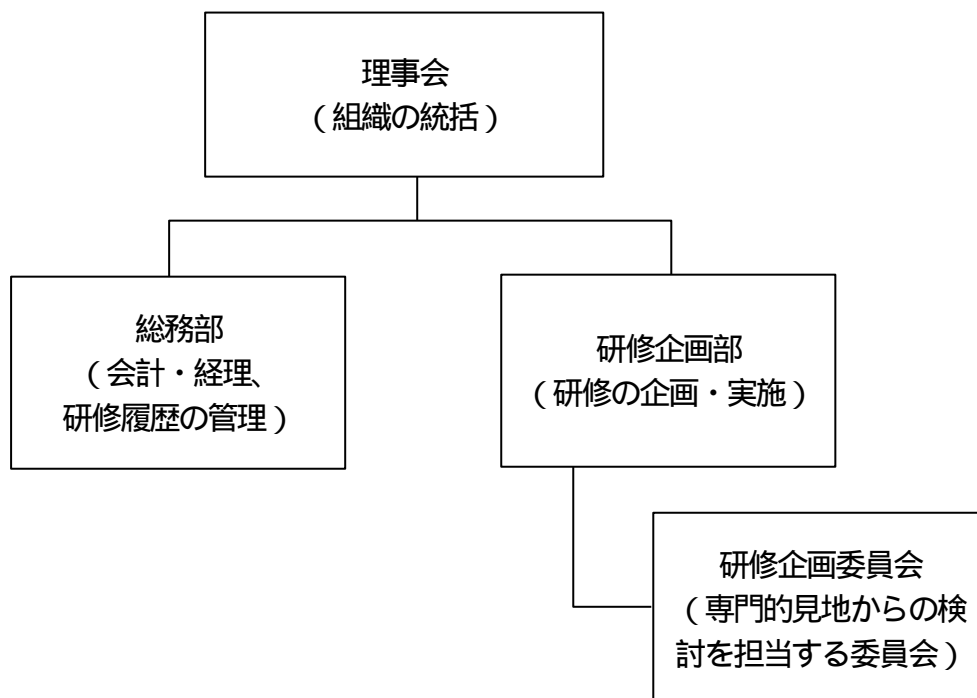 理事会
（組織の統括）
総務部
（会計・経理、
研修履歴の管理）
研修企画部
（研修の企画・実施）
研修企画委員会
（専門的見地からの検
討を担当する委員会）